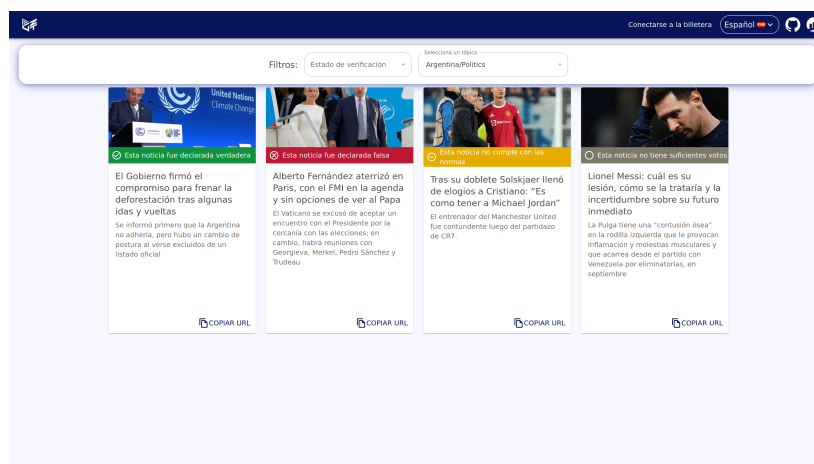 Conectarse a la billetera
Español
Filtros:
Estado de verificación
Seleccioná un tópico
Argentina/Politics
United Nations
Climate Change
Esta noticia fue declarada verdadera
El Gobierno firmó el
compromiso para frenar la
deforestación tras algunas
idas y vueltas
Se informó primero que la Argentina
no adhería, pero hubo un cambio de
postura al verse excluidos de un
listado oficial
COPIAR URL
Esta noticia fue declarada falsa
Alberto Fernández aterrizó en
Paris, con el FMI en la agenda
y sin opciones de ver al Papa
El Vaticano se excusó de aceptar un
encuentro con el Presidente por la
cercanía con las elecciones; en
cambio, habrá reuniones con
Georgieva, Merkel, Pedro Sánchez y
Trudeau
COPIAR URL
Esta noticia no cumple con las
normas
Tras su doblete Solskjaer llenó
de elogios a Cristiano: “Es
como tener a Michael Jordan”
El entrenador del Manchester United
fue contundente luego del partidazo
de CR7.
COPIAR URL
Esta noticia no tiene suficientes votos
Lionel Messi: cuál es su
lesión, cómo se la trataría y la
incertidumbre sobre su futuro
inmediato
La Pulga tiene una “contusión ósea”
en la rodilla izquierda que le provocan
inflamación y molestias musculares y
que acarrea desde el partido con
Venezuela por eliminatorias, en
septiembre
COPIAR URL